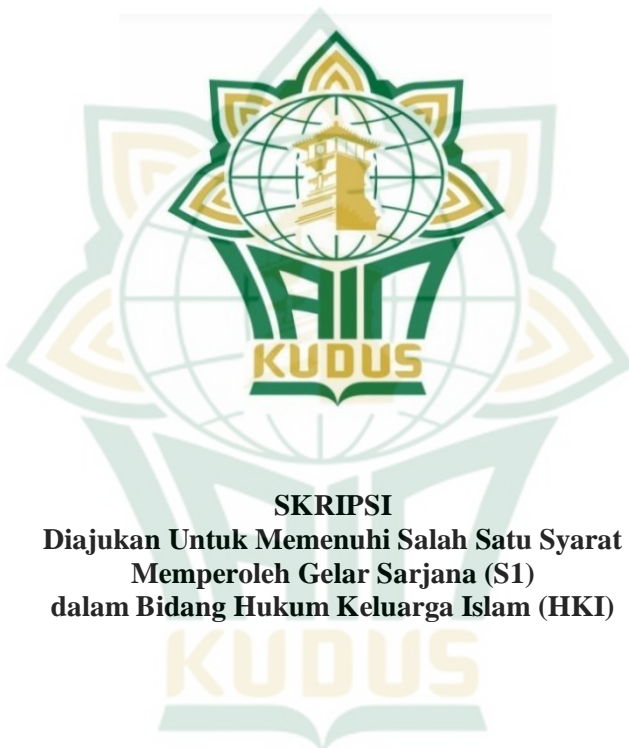 IAIN
KUDUS
SKRIPSI
Diajukan Untuk Memenuhi Salah Satu Syarat
Memperoleh Gelar Sarjana (S1)
dalam Bidang Hukum Keluarga Islam (HKI)
KUDUS